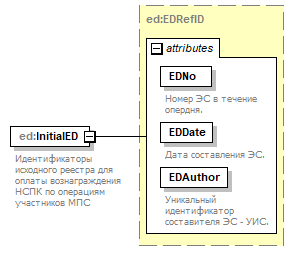 ed:EDRefID
attributes
EDNo
Номер ЭС в течение
опердня.
ed:InitialED
EDDate
Идентификаторы
исходного реестра для
оплаты вознаграждения
НСПК по операциям
участников МПС
Дата составления ЭС.
EDAuthor
Уникальный
идентификатор
составителя ЭС - УИС.